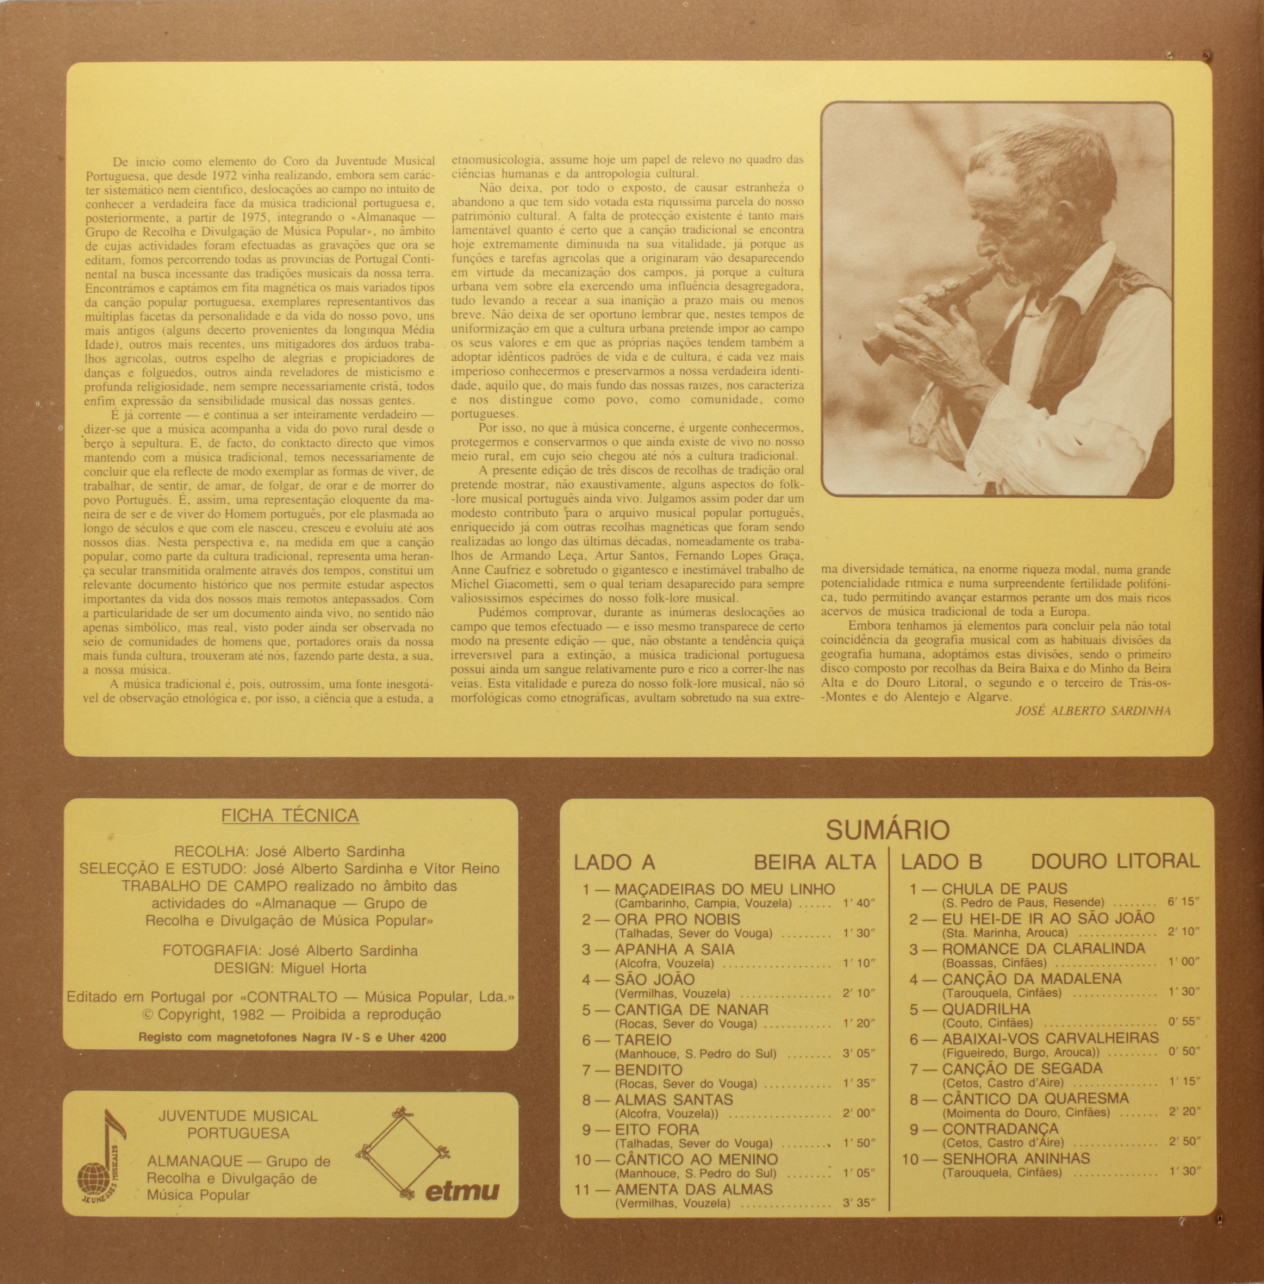 De início como elemento do Coro da Juventude Musical
Portuguesa, que desde 1972 vinha realizando, embora sem carác-
ter sistemático nem científico, deslocações ao campo no intuito de
conhecer a verdadeira face da música tradicional portuguesa e,
posteriormente, a partir de 1975, integrando o «Almanaque —
Grupo de Recolha e Divulgação de Música Popular», no âmbito
de cujas actividades foram efectuadas as gravações que ora se
editam, fomos percorrendo todas as províncias de Portugal Conti-
nental na busca incessante das tradições musicais da nossa terra.
Encontrámos e captámos em fita magnética os mais variados tipos
da canção popular portuguesa, exemplares representantivos das
múltiplas facetas da personalidade e da vida do nosso povo, uns
mais antigos (alguns decerto provenientes da longínqua Média
Idade), outros mais recentes, uns mitigadores dos árduos traba-
lhos agrícolas, outros espelho de alegrias e propiciadores de
danças e folguedos, outros ainda reveladores de misticismo e
profunda religiosidade, nem sempre necessariamente cristã, todos
enfim expressão da sensibilidade musical das nossas gentes.
É já corrente — e continua a ser inteiramente verdadeiro —
dizer-se que a música acompanha a vida do povo rural desde o
berço à sepultura. E, de facto, do conktacto directo que vimos
mantendo com a música tradicional, temos necessariamente de
concluir que ela reflecte de modo exemplar as formas de viver, de
trabalhar, de sentir, de amar, de folgar, de orar e de morrer do
povo Português. É, assim, uma representação eloquente da ma-
neira de ser e de viver do Homem português, por ele plasmada ao
longo de séculos e que com ele nasceu, cresceu e evoluiu até aos
nossos dias. Nesta perspectiva e, na medida em que a canção
popular, como parte da cultura tradicional, representa uma heran-
ça secular transmitida oralmente através dos tempos, constitui um
relevante documento histórico que nos permite estudar aspectos
importantes da vida dos nossos mais remotos antepassados. Com
a particularidade de ser um documento ainda vivo, no sentido não
apenas simbólico, mas real, visto poder ainda ser observada no
seio de comunidades de homens que, portadores orais da nossa
mais funda cultura, trouxeram até nós, fazendo parte desta, a sua,
a nossa música.
A música tradicional é, pois, outrossim, uma fonte inesgotá-
vel de observação etnológica e, por isso, a ciência que a estuda, a
etnomusicologia, assume hoje um papel de relevo no quadro das
ciências humanas e da antropologia cultural.
Não deixa, por todo o exposto, de causar estranheza o
abandono a que tem sido votada esta riquíssima parcela do nosso
património cultural. A falta de protecção existente é tanto mais
lamentável quanto é certo que a canção tradicional se encontra
hoje extremamente diminuída na sua vitalidade, já porque as
funções e tarefas agrícolas que a originaram vão desaparecendo
em virtude da mecanização dos campos, já porque a cultura
urbana vem sobre ela exercendo uma influência desagregadora,
tudo levando a recear a sua inanição a prazo mais ou menos
breve. Não deixa de ser oportuno lembrar que, nestes tempos de
uniformização em que a cultura urbana pretende impor ao campo
os seus valores e em que as próprias nações tendem também a
adoptar idênticos padrões de vida e de cultura, é cada vez mais
imperioso conhecermos e preservarmos a nossa verdadeira identi-
dade, aquilo que, do mais fundo das nossas raízes, nos caracteriza
e nos distingue como povo, como comunidade, como
portugueses.
Por isso, no que à música concerne, é urgente conhecermos,
protegermos e conservarmos o que ainda existe de vivo no nosso
meio rural, em cujo seio chegou até nós a cultura tradicional.
A presente edição de três discos de recolhas de tradição oral
pretende mostrar, não exaustivamente, alguns aspectos do folk-
-lore musical português ainda vivo. Julgamos assim poder dar um
modesto contributo para o arquivo musical popular português,
enriquecido já com outras recolhas magnéticas que foram sendo
realizadas ao longo das últimas décadas, nomeadamente os traba-
lhos de Armando Leça, Artur Santos, Fernando Lopes Graça,
Anne Caufriez e sobretudo o gigantesco e inestimável trabalho de
Michel Giacometti, sem o qual teriam desaparecido para sempre
valiosíssimos espécimes do nosso folk-lore musical.
Pudémos comprovar, durante as inúmeras deslocações ao
campo que temos efectuado — e isso mesmo transparece de certo
modo na presente edição — que, não obstante a tendência quiçá
irreversível para a extinção, a música tradicional portuguesa
possui ainda um sangue relativamente puro e rico a correr-lhe nas
veias. Esta vitalidade e pureza do nosso folk-lore musical, não só
morfológicas como etnográficas, avultam sobretudo na sua extre-
ma diversidade temática, na enorme riqueza modal, numa grande
potencialidade rítmica e numa surpreendente fertilidade polifóni-
ca, tudo permitindo avançar estarmos perante um dos mais ricos
acervos de música tradicional de toda a Europa.
Embora tenhamos já elementos para concluir pela não total
coincidência da geografia musical com as habituais divisões da
geografia humana, adoptámos estas divisões, sendo o primeiro
disco composto por recolhas da Beira Baixa e do Minho da Beira
Alta e do Douro Litoral, o segundo e o terceiro de Trás-os-
-Montes e do Alentejo e Algarve.
JOSÉ ALBERTO SARDINHA
FICHA TÉCNICA
RECOLHA: José Alberto Sardinha
SELECÇÃO E ESTUDO: José Alberto Sardinha e Vítor Reino
TRABALHO DE CAMPO realizado no âmbito das
actividades do «Almanaque — Grupo de
Recolha e Divulgação de Música Popular»
FOTOGRAFIA: José Alberto Sardinha
DESIGN: Miguel Horta
Editado em Portugal por «CONTRALTO — Música Popular, Lda.»
© Copyright, 1982 — Proibida a reprodução
Registo com magnetofones Nagra IV - S e Uher 4200
JEUNESSES MUSICALES
JUVENTUDE MUSICAL
PORTUGUESA
ALMANAQUE — Grupo de
Recolha e Divulgação de
Música Popular
etmu
SUMÁRIO
LADO A BEIRA ALTA
1 — MAÇADEIRAS DO MEU LINHO
(Cambarinho, Campia, Vouzela) ...... 1' 40"
2 — ORA PRO NOBIS
(Talhadas, Sever do Vouga) ......... 1' 30"
3 — APANHA A SAIA
(Alcofra, Vouzela) ................... 1' 10"
4 — SÃO JOÃO
(Vermilhas, Vouzela) ................ 2' 10"
5 — CANTIGA DE NANAR
(Rocas, Sever do Vouga) ........... 1' 20"
6 — TAREIO
(Manhouce, S. Pedro do Sul) ........ 3' 05"
7 — BENDITO
(Rocas, Sever do Vouga) ........... 1' 35"
8 — ALMAS SANTAS
(Alcofra, Vouzela)) .................. 2' 00"
9 — EITO FORA
(Talhadas, Sever do Vouga) ......... 1' 50"
10 — CÂNTICO AO MENINO
(Manhouce, S. Pedro do Sul) ........ 1' 05"
11 — AMENTA DAS ALMAS
(Vermilhas, Vouzela) ................ 3' 35"
LADO B DOURO LITORAL
1 — CHULA DE PAUS
(S. Pedro de Paus, Resende) ........ 6' 15"
2 — EU HEI-DE IR AO SÃO JOÃO
(Sta. Marinha, Arouca) .............. 2' 10"
3 — ROMANCE DA CLARALINDA
(Boassas, Cinfães) .................. 1' 00"
4 — CANÇÃO DA MADALENA
(Tarouquela, Cinfães) .............. 1' 30"
5 — QUADRILHA
(Couto, Cinfães) .................... 0' 55"
6 — ABAIXAI-VOS CARVALHEIRAS
(Figueiredo, Burgo, Arouca)) ........ 0' 50"
7 — CANÇÃO DE SEGADA
(Cetos, Castro d'Aire) ............... 1' 15"
8 — CÂNTICO DA QUARESMA
(Moimenta do Douro, Cinfães) ....... 2' 20"
9 — CONTRADANÇA
(Cetos, Castro d'Aire) ............... 2' 50"
10 — SENHORA ANINHAS
(Tarouquela, Cinfães) .............. 1' 30"